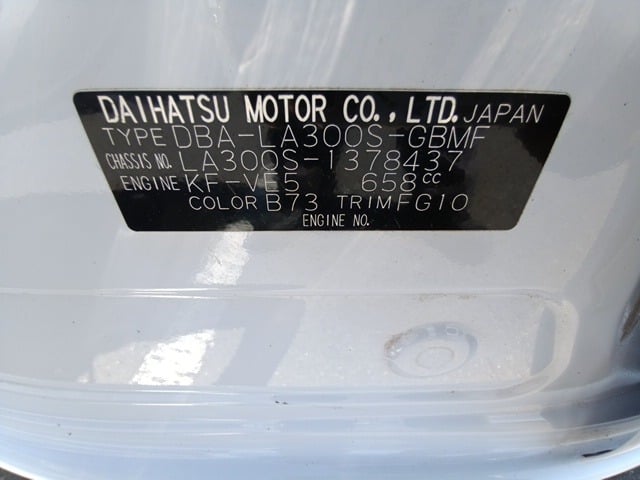 DAIHATSU MOTOR CO., LTD. JAPAN
TYPE DBA-LA300S-GBMF
CHASSIS NO. LA300S-1378437
ENGINE KF-VE5 658cc
COLOR B73 TRIM FG10
ENGINE NO.